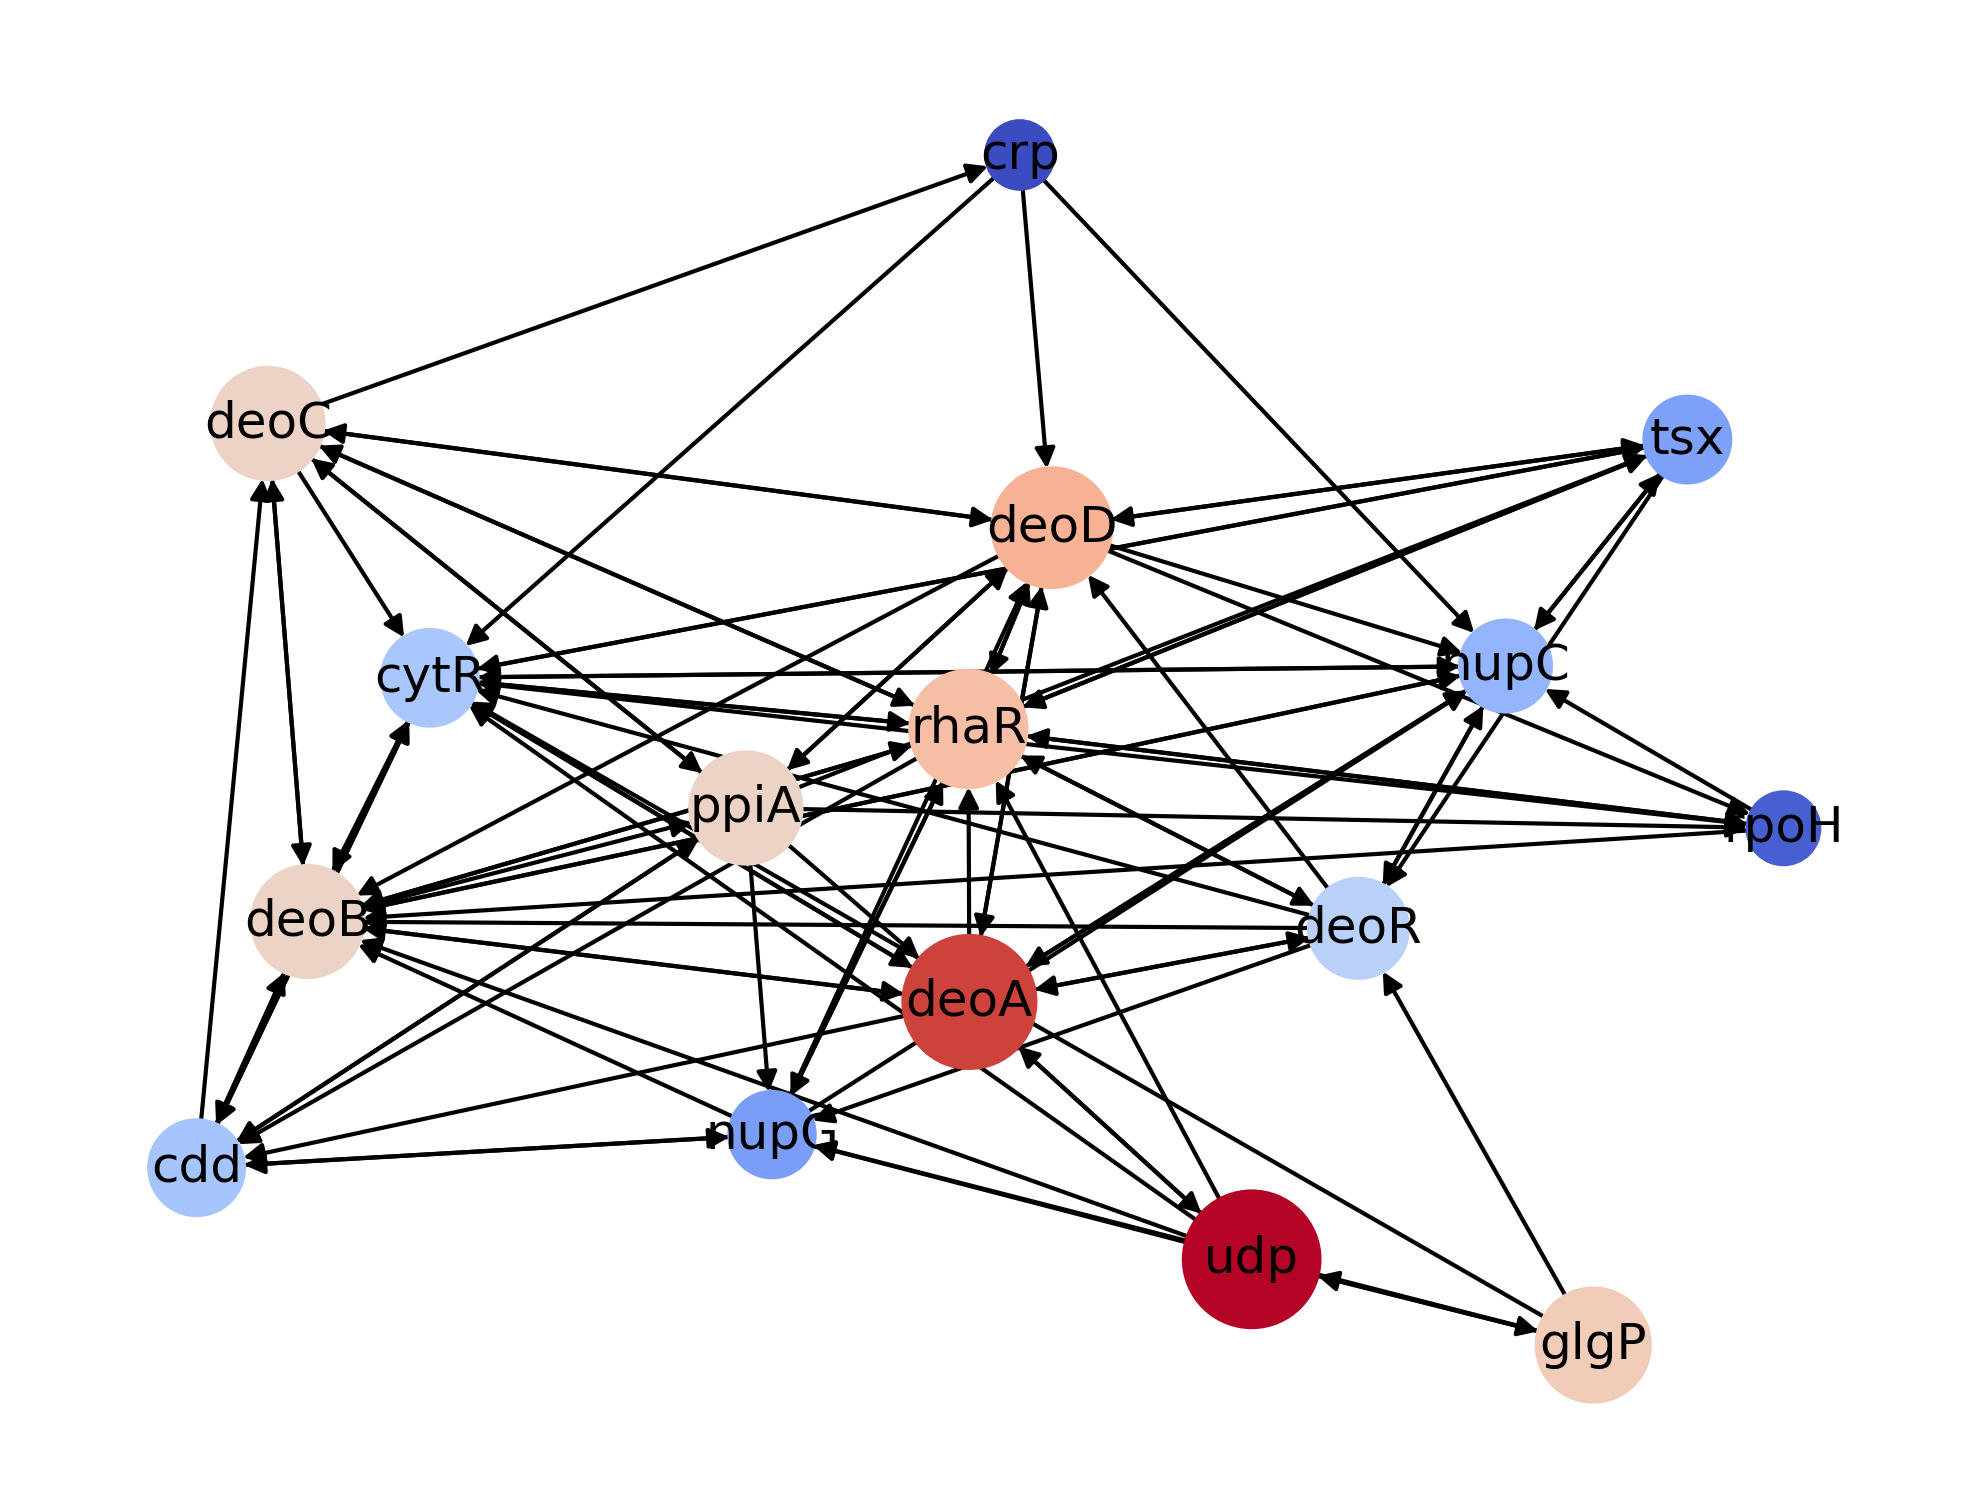 crp
deoC
tsx
deoD
nupC
cytR
rhaR
ppiA
rpoH
deoB
deoR
deoA
nupG
cdd
udp
glgP